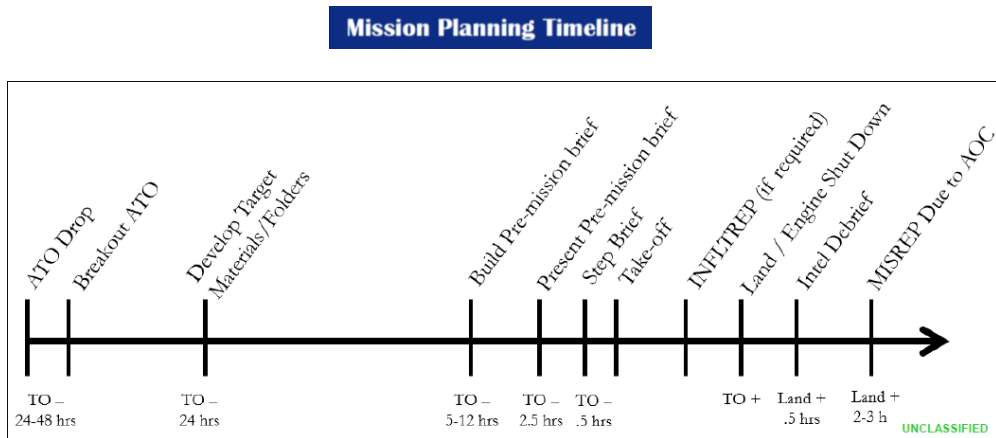 Mission Planning Timeline
ATO Drop
Breakout ATO
Develop Target
Materials/Folders
Build Pre-mission brief
Present Pre-mission brief
Step Brief
Take-off
INFLTREP (if required)
Land / Engine Shut Down
Intel Debrief
MISREP Due to AOC
TO –
24-48 hrs
TO –
24 hrs
TO –
5-12 hrs
TO –
2.5 hrs
TO –
.5 hrs
TO +
Land +
.5 hrs
Land +
2-3 h
UNCLASSIFIED